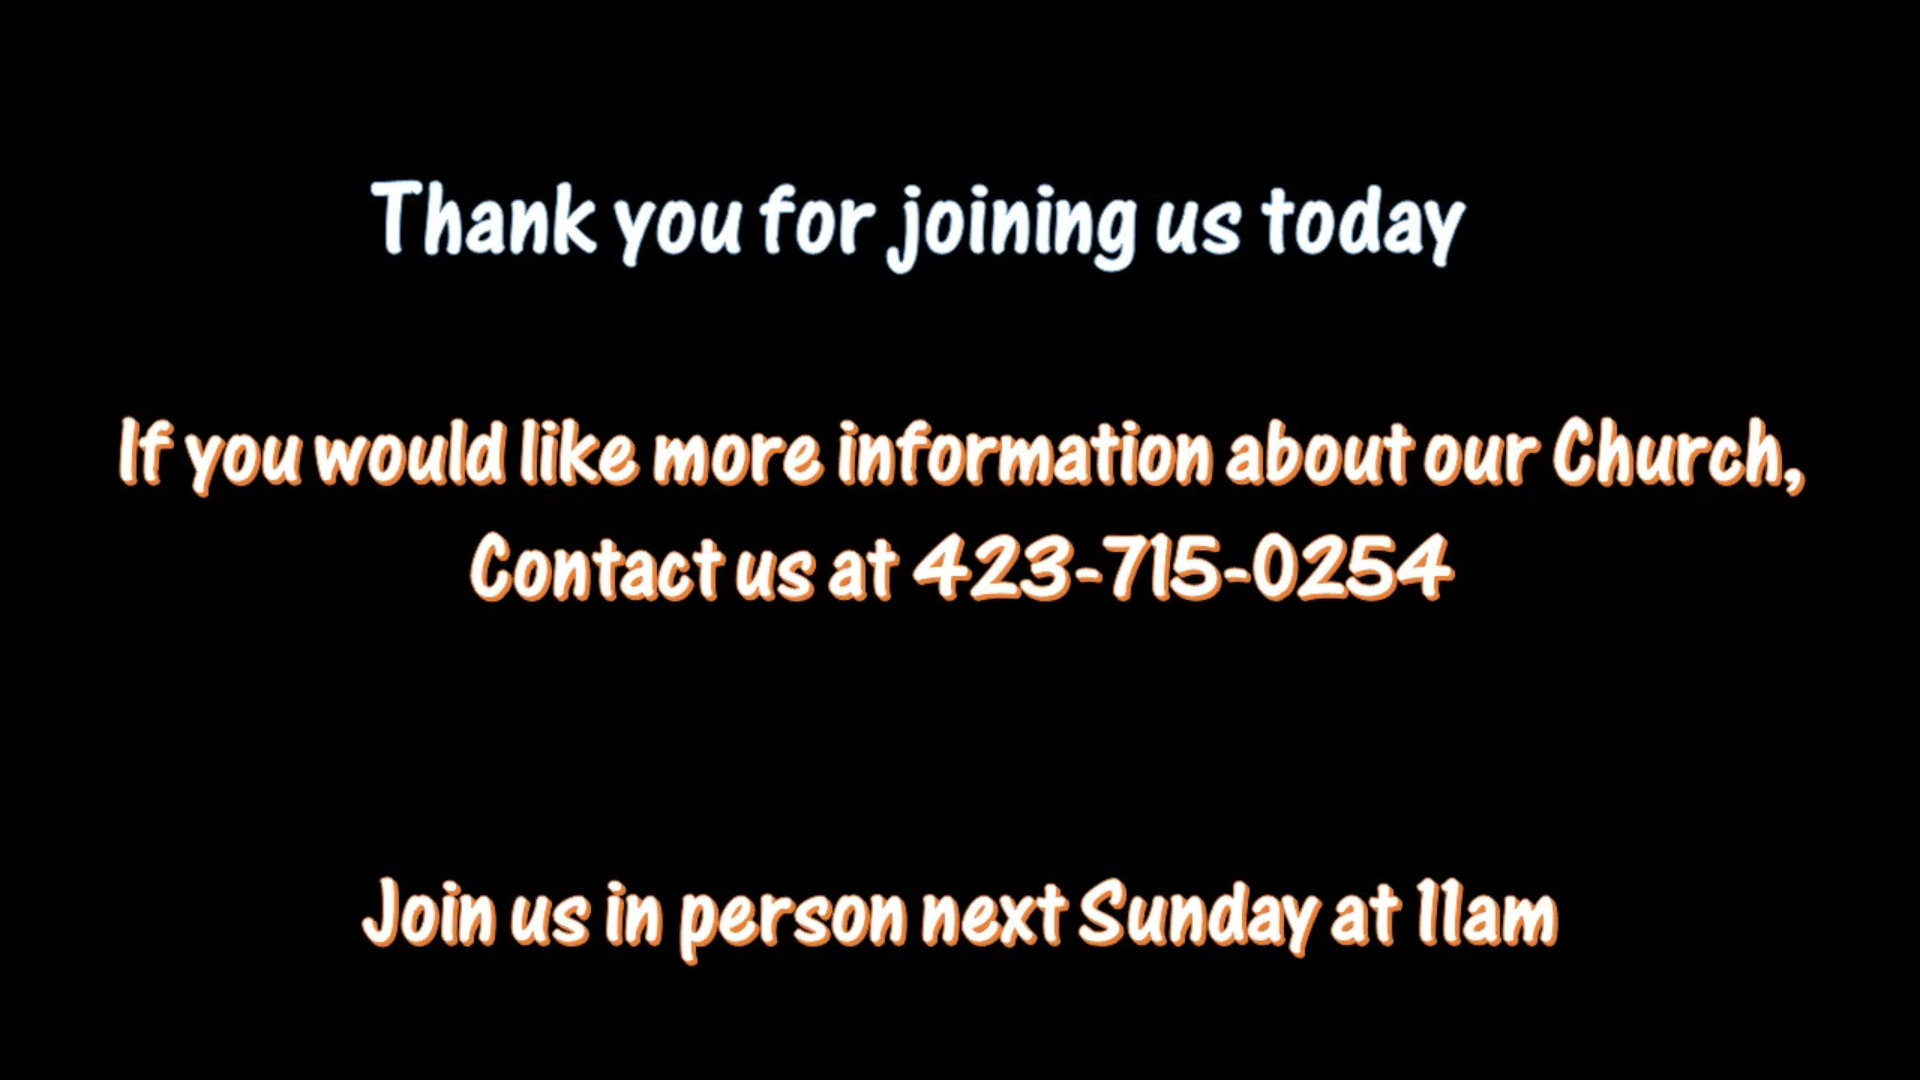 Thank you for joining us today
If you would like more information about our Church,
Contact us at 423-715-0254
Join us in person next Sunday at 11am